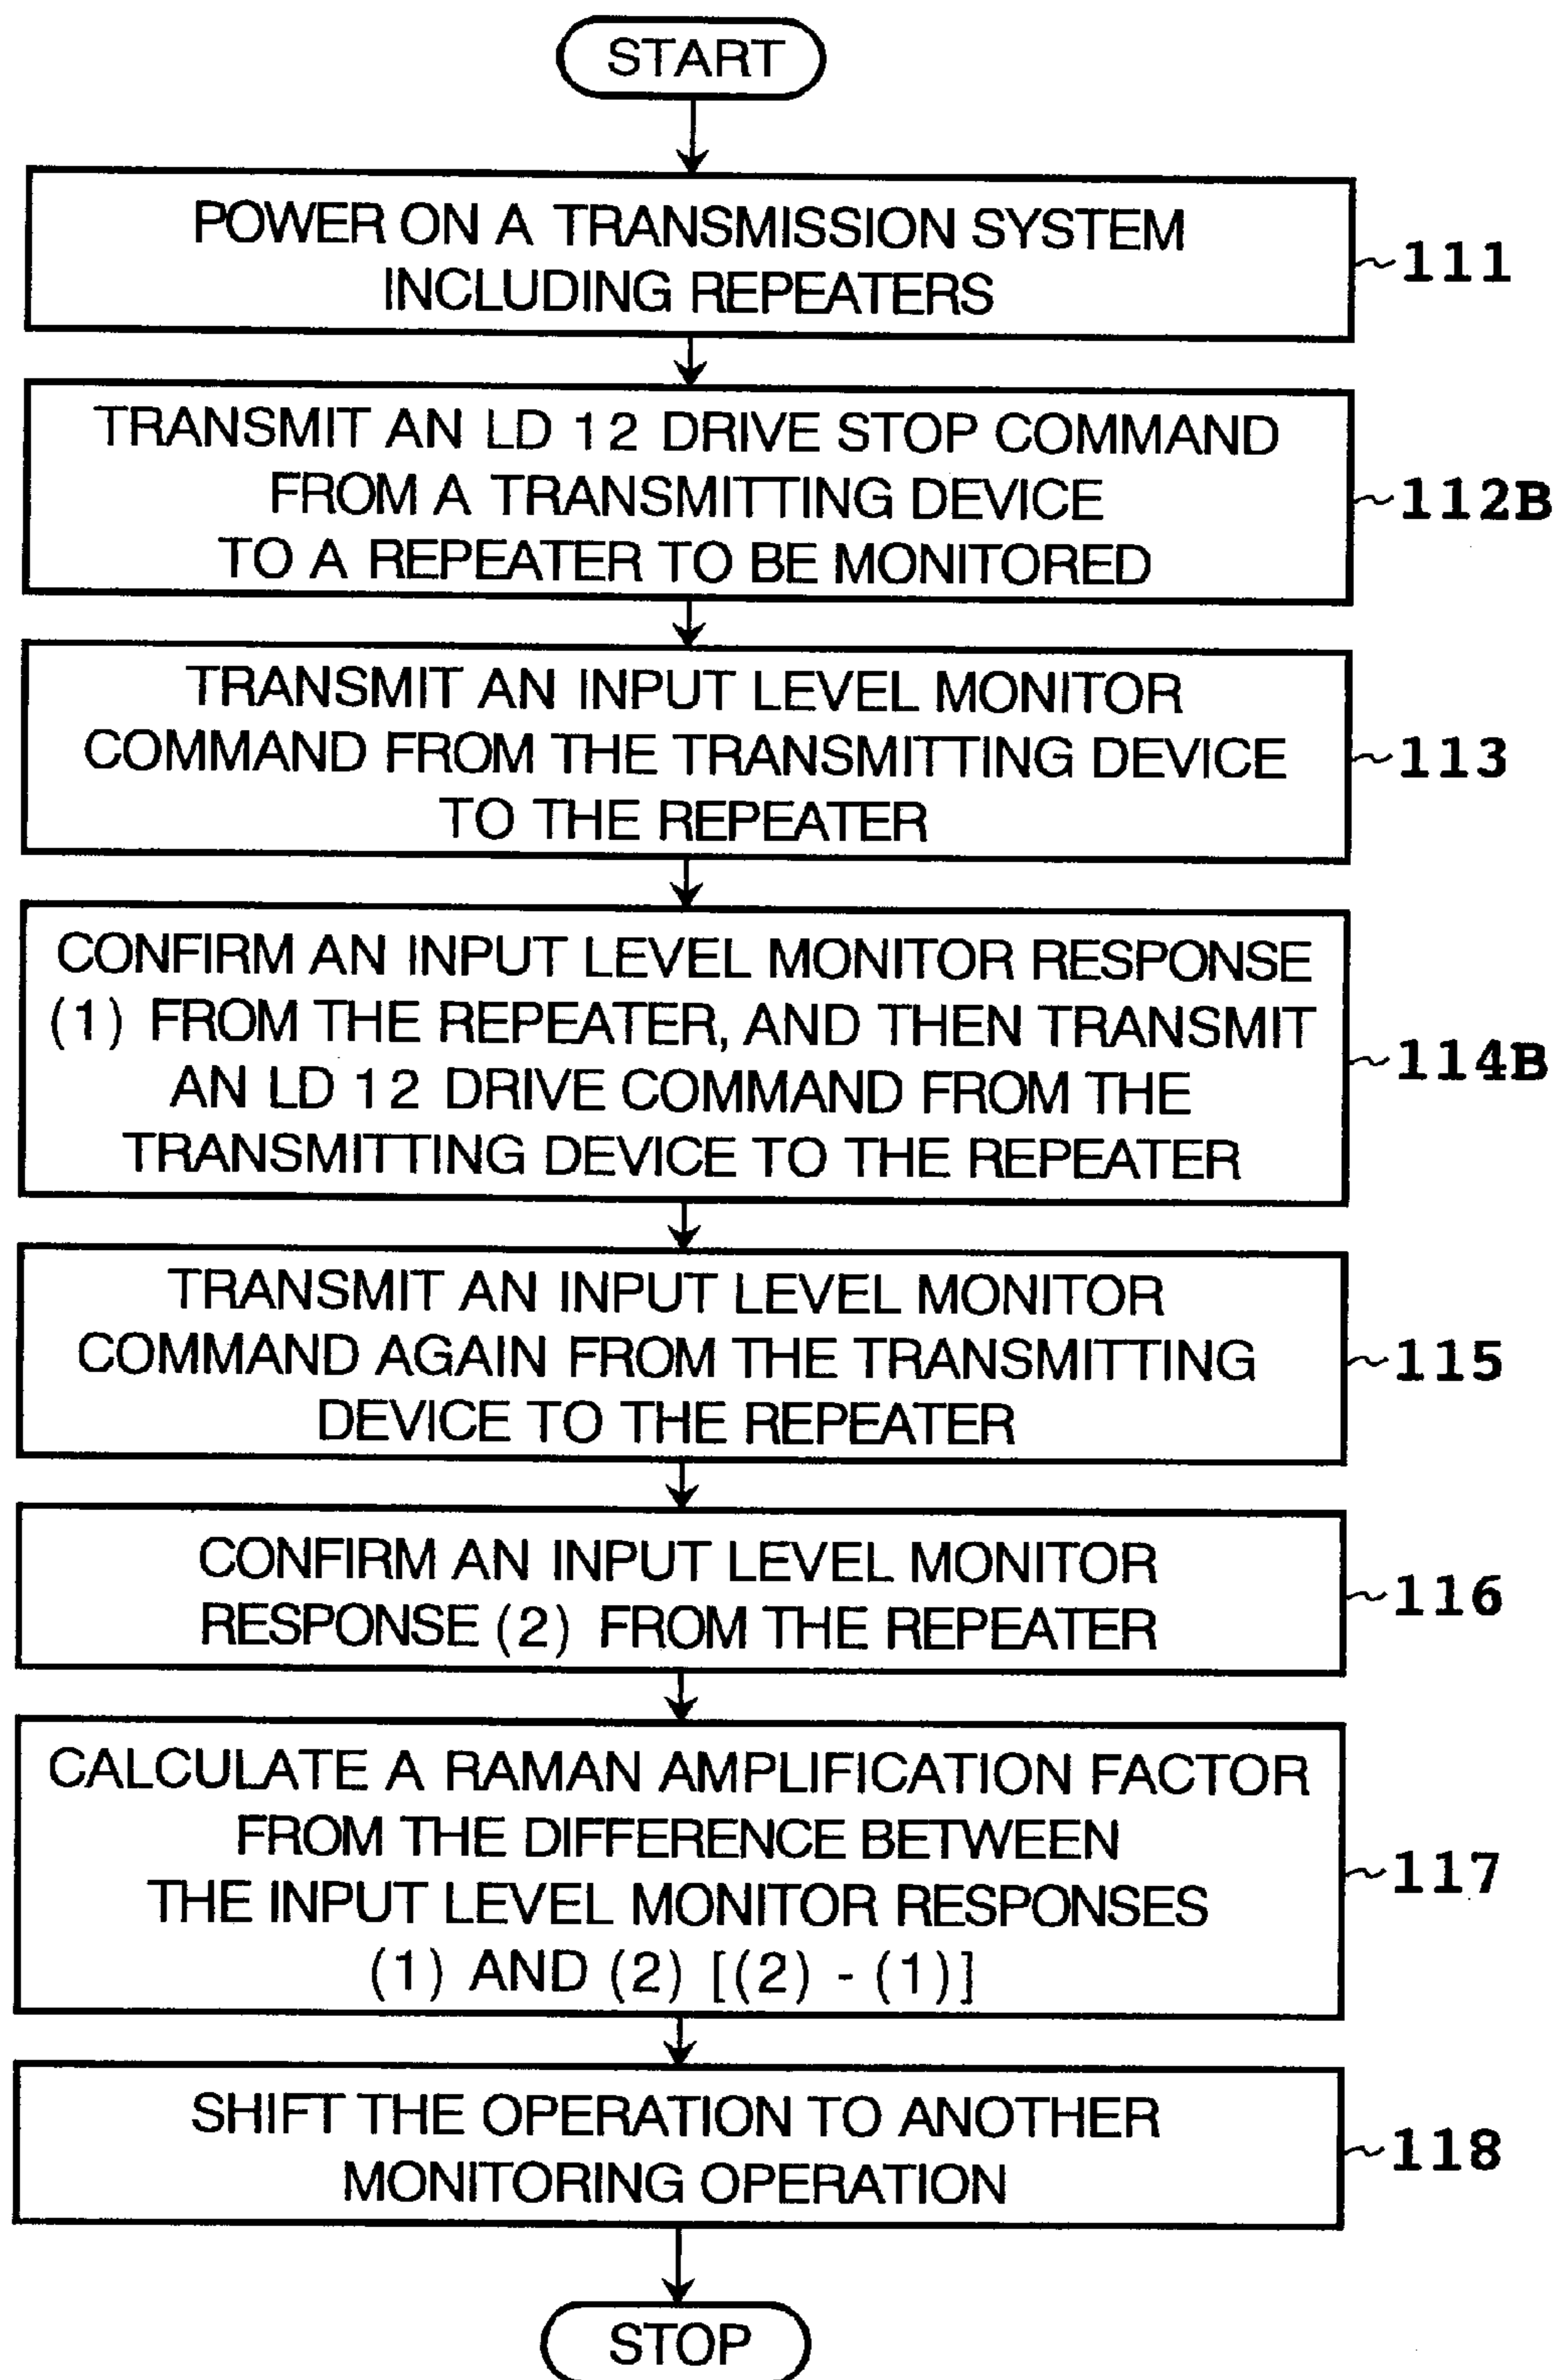 START
POWER ON A TRANSMISSION SYSTEM
INCLUDING REPEATERS
111
TRANSMIT AN LD 12 DRIVE STOP COMMAND
FROM A TRANSMITTING DEVICE
TO A REPEATER TO BE MONITORED
112B
TRANSMIT AN INPUT LEVEL MONITOR
COMMAND FROM THE TRANSMITTING DEVICE
TO THE REPEATER
113
CONFIRM AN INPUT LEVEL MONITOR RESPONSE
(1) FROM THE REPEATER, AND THEN TRANSMIT
AN LD 12 DRIVE COMMAND FROM THE
TRANSMITTING DEVICE TO THE REPEATER
114B
TRANSMIT AN INPUT LEVEL MONITOR
COMMAND AGAIN FROM THE TRANSMITTING
DEVICE TO THE REPEATER
115
CONFIRM AN INPUT LEVEL MONITOR
RESPONSE (2) FROM THE REPEATER
116
CALCULATE A RAMAN AMPLIFICATION FACTOR
FROM THE DIFFERENCE BETWEEN
THE INPUT LEVEL MONITOR RESPONSES
(1) AND (2) [(2) - (1)]
117
SHIFT THE OPERATION TO ANOTHER
MONITORING OPERATION
118
STOP